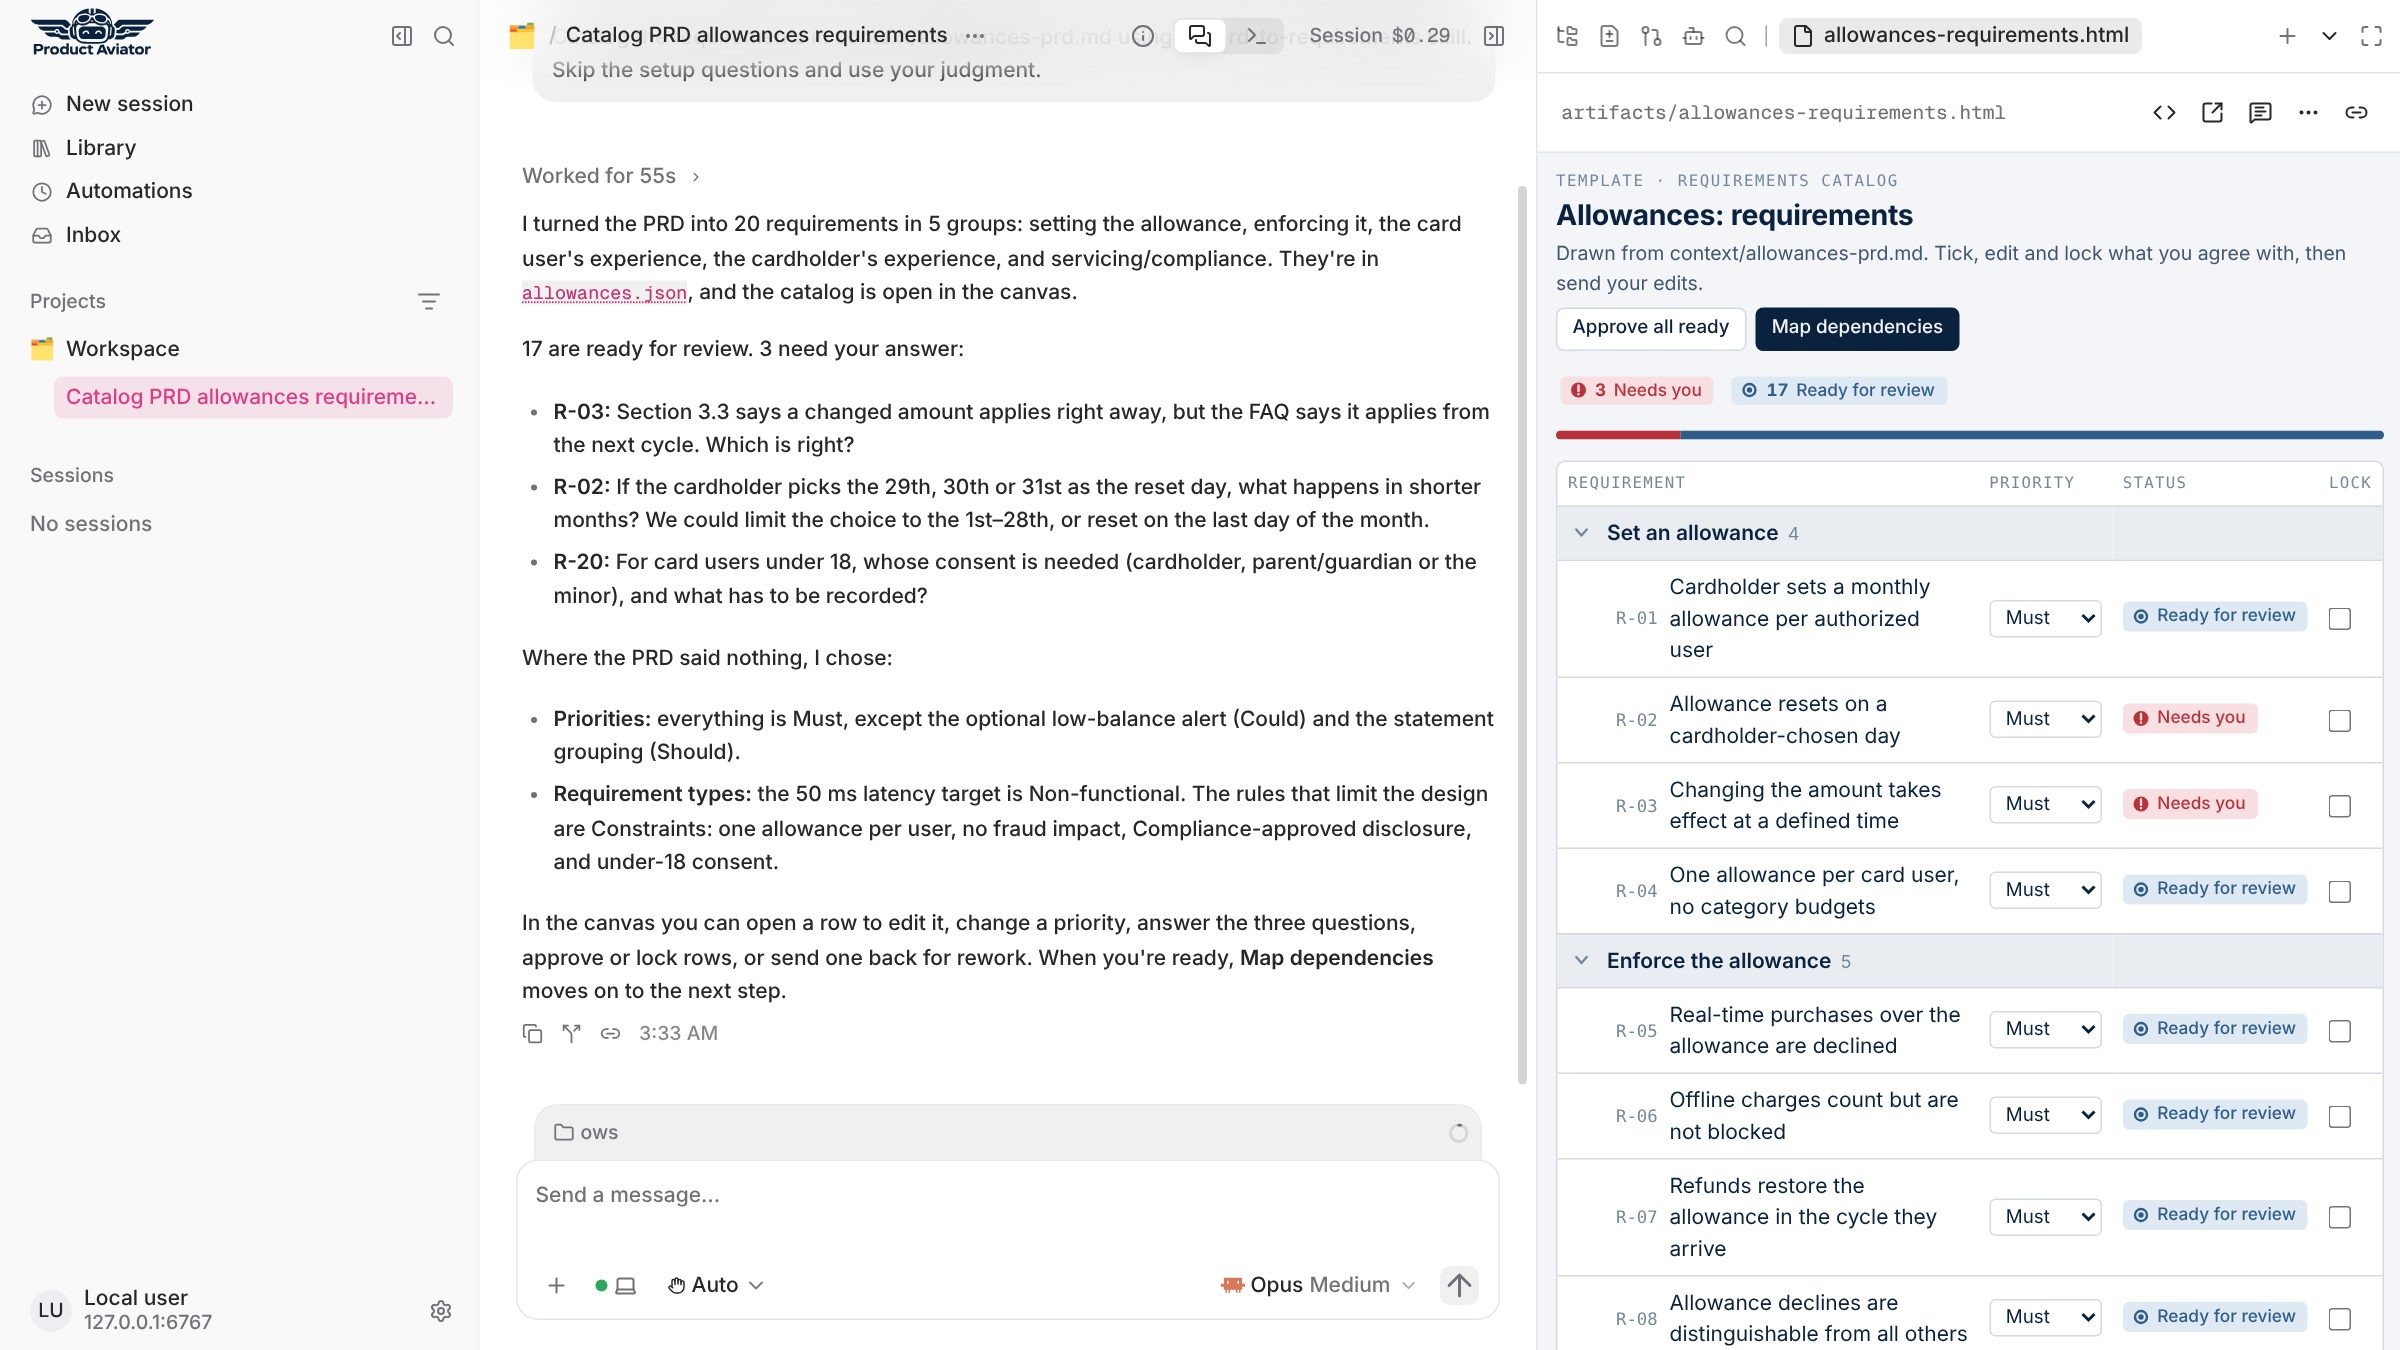 Product Aviator
New session
Library
Automations
Inbox
Projects
Workspace
Catalog PRD allowances requireme...
Sessions
No sessions
LU
Local user
127.0.0.1:6767
/ Catalog PRD allowances requirements
Session $0.29
Skip the setup questions and use your judgment.
Worked for 55s
I turned the PRD into 20 requirements in 5 groups: setting the allowance, enforcing it, the card
user's experience, the cardholder's experience, and servicing/compliance. They're in
allowances.json, and the catalog is open in the canvas.
17 are ready for review. 3 need your answer:
• R-03: Section 3.3 says a changed amount applies right away, but the FAQ says it applies from
the next cycle. Which is right?
• R-02: If the cardholder picks the 29th, 30th or 31st as the reset day, what happens in shorter
months? We could limit the choice to the 1st–28th, or reset on the last day of the month.
• R-20: For card users under 18, whose consent is needed (cardholder, parent/guardian or the
minor), and what has to be recorded?
Where the PRD said nothing, I chose:
• Priorities: everything is Must, except the optional low-balance alert (Could) and the statement
grouping (Should).
• Requirement types: the 50 ms latency target is Non-functional. The rules that limit the design
are Constraints: one allowance per user, no fraud impact, Compliance-approved disclosure,
and under-18 consent.
In the canvas you can open a row to edit it, change a priority, answer the three questions,
approve or lock rows, or send one back for rework. When you're ready, Map dependencies
moves on to the next step.
3:33 AM
ows
Send a message...
Auto
Opus Medium
allowances-requirements.html
artifacts/allowances-requirements.html
TEMPLATE · REQUIREMENTS CATALOG
Allowances: requirements
Drawn from context/allowances-prd.md. Tick, edit and lock what you agree with, then
send your edits.
Approve all ready
Map dependencies
3 Needs you
17 Ready for review
REQUIREMENT PRIORITY STATUS LOCK
Set an allowance 4
R-01 Cardholder sets a monthly
allowance per authorized
user
Must Ready for review
R-02 Allowance resets on a
cardholder-chosen day
Must Needs you
R-03 Changing the amount takes
effect at a defined time
Must Needs you
R-04 One allowance per card user,
no category budgets
Must Ready for review
Enforce the allowance 5
R-05 Real-time purchases over the
allowance are declined
Must Ready for review
R-06 Offline charges count but are
not blocked
Must Ready for review
R-07 Refunds restore the
allowance in the cycle they
arrive
Must Ready for review
R-08 Allowance declines are
distinguishable from all others
Must Ready for review